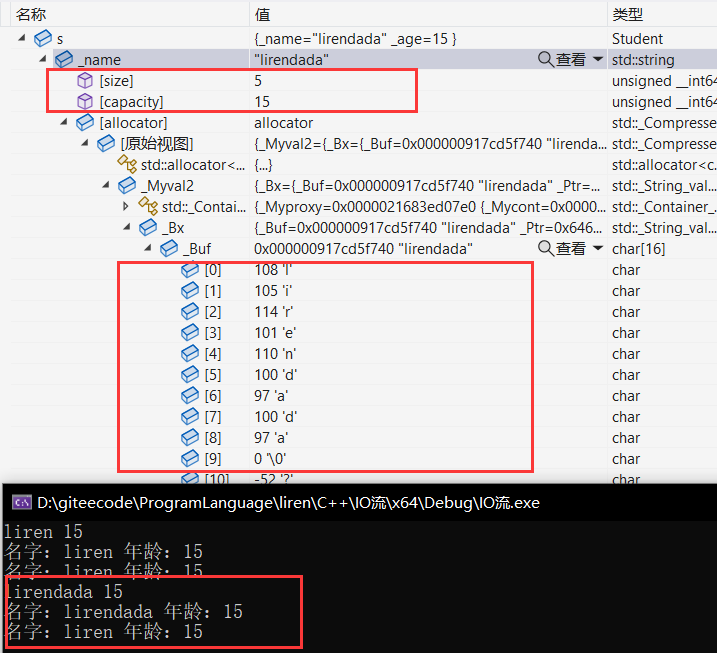 名称 值 类型
s {_name="lirendada" _age=15 } Student
_name "lirendada" 查看 std::string
[size] 5 unsigned __int64
[capacity] 15 unsigned __int64
[allocator] allocator std::_Compresse
[原始视图] {_Myval2={_Bx={_Buf=0x000000917cd5f740 "lirenda... std::_Compresse
std::allocator<... {...} std::allocator<c.
_Myval2 {_Bx={_Buf=0x000000917cd5f740 "lirendada" _Ptr=... std::_String_val...
std::_Contai... {_Myproxy=0x0000021683ed07e0 {_Mycont=0x0000... std::_Container_
_Bx {_Buf=0x000000917cd5f740 "lirendada" _Ptr=0x646... std::_String_val...
_Buf 0x000000917cd5f740 "lirendada" 查看 char[16]
[0] 108 'l' char
[1] 105 'i' char
[2] 114 'r' char
[3] 101 'e' char
[4] 110 'n' char
[5] 100 'd' char
[6] 97 'a' char
[7] 100 'd' char
[8] 97 'a' char
[9] 0 '\0' char
[10] -52 '?' char
D:\giteecode\ProgramLanguage\liren\C++\IO流\x64\Debug\IO流.exe
liren 15
名字：liren 年龄：15
名字：liren 年龄：15
lirendada 15
名字：lirendada 年龄：15
名字：liren 年龄：15